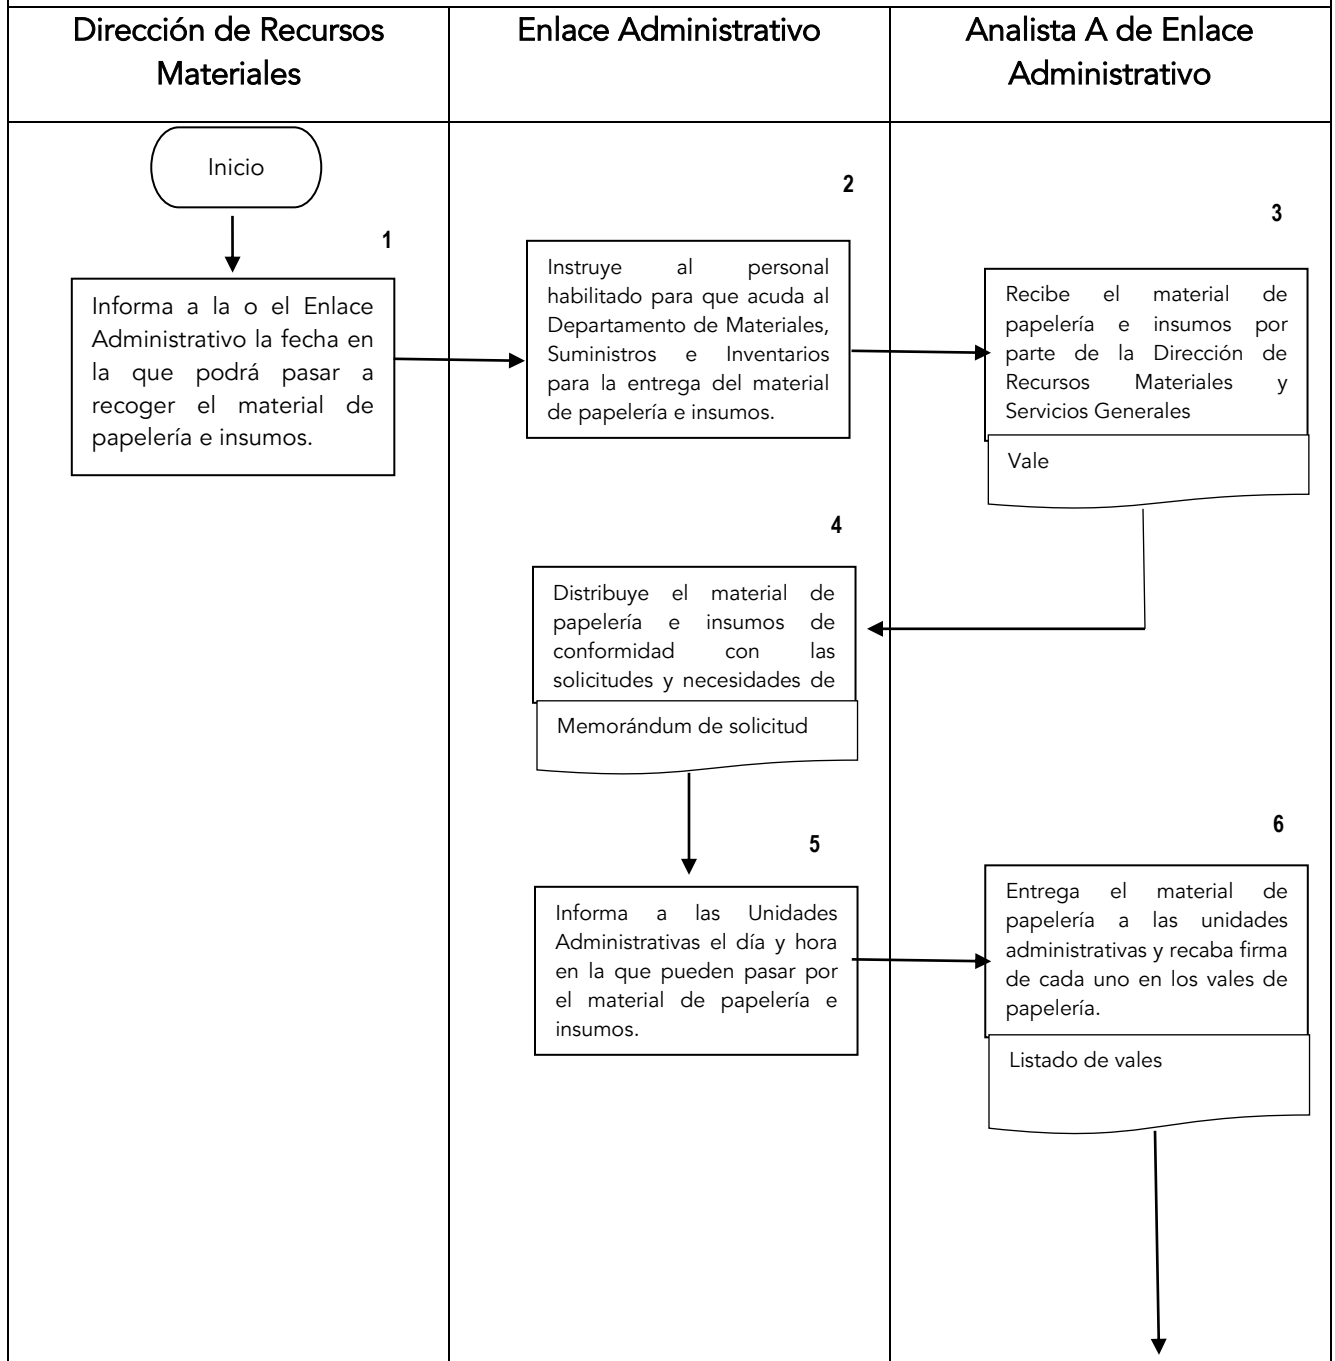 Dirección de Recursos
Materiales
Enlace Administrativo
Analista A de Enlace
Administrativo
Inicio
1
Informa a la o el Enlace
Administrativo la fecha en
la que podrá pasar a
recoger el material de
papelería e insumos.
2
Instruye al personal
habilitado para que acuda al
Departamento de Materiales,
Suministros e Inventarios
para la entrega del material
de papelería e insumos.
3
Recibe el material de
papelería e insumos por
parte de la Dirección de
Recursos Materiales y
Servicios Generales
Vale
4
Distribuye el material de
papelería e insumos de
conformidad con las
solicitudes y necesidades de
Memorándum de solicitud
5
Informa a las Unidades
Administrativas el día y hora
en la que pueden pasar por
el material de papelería e
insumos.
6
Entrega el material de
papelería a las unidades
administrativas y recaba firma
de cada uno en los vales de
papelería.
Listado de vales